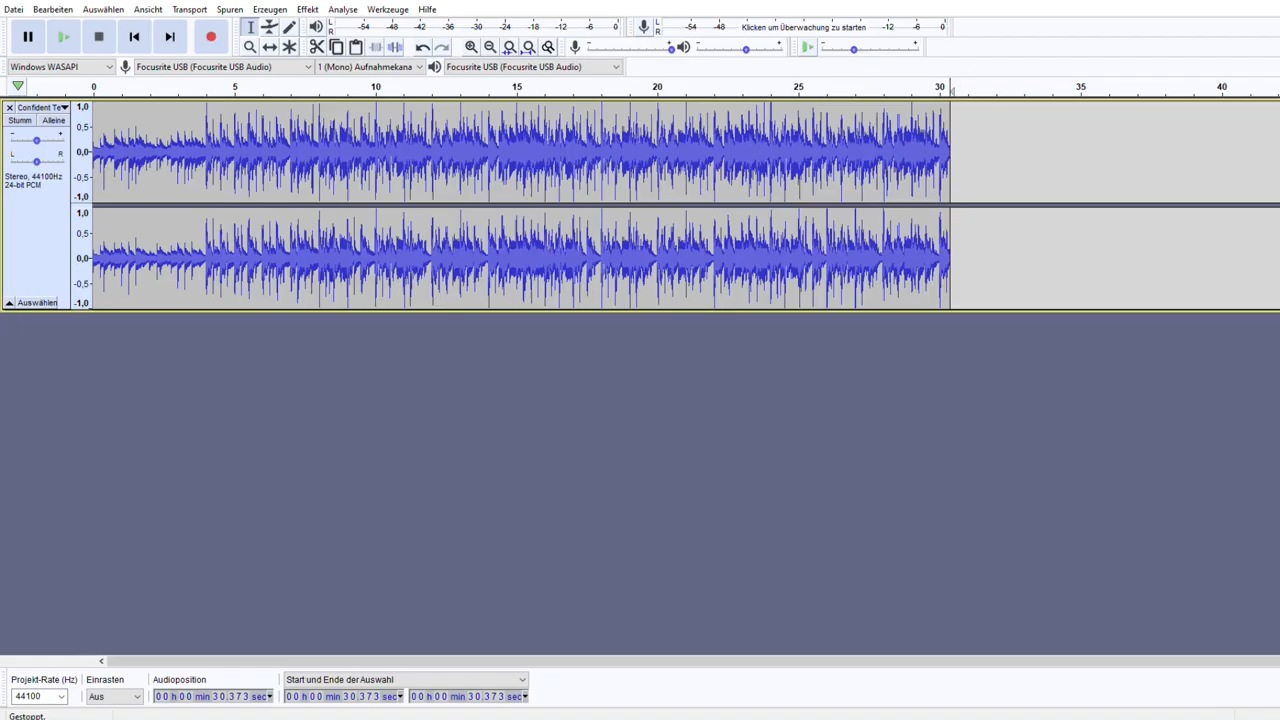 Datei Bearbeiten Auswählen Ansicht Transport Spuren Erzeugen Effekt Analyse Werkzeuge Hilfe
L R -54 -48 -42 -36 -30 -24 -18 -12 -6 0
L R -54 -48 Klicken um Überwachung zu starten -12 -6 0
Windows WASAPI Focusrite USB (Focusrite USB Audio) 1 (Mono) Aufnahmekana Focusrite USB (Focusrite USB Audio)
0 5 10 15 20 25 30 35 40
Confident Te
Stumm Alleine
- +
L R
Stereo, 44100Hz
24-bit PCM
Auswählen
1,0
0,5
0,0
-0,5
-1,0
1,0
0,5
0,0
-0,5
-1,0
Projekt-Rate (Hz) Einrasten Audioposition Start und Ende der Auswahl
44100 Aus 00 h 00 min 30.373 sec 00 h 00 min 30.373 sec 00 h 00 min 30.373 sec
Gestoppt.